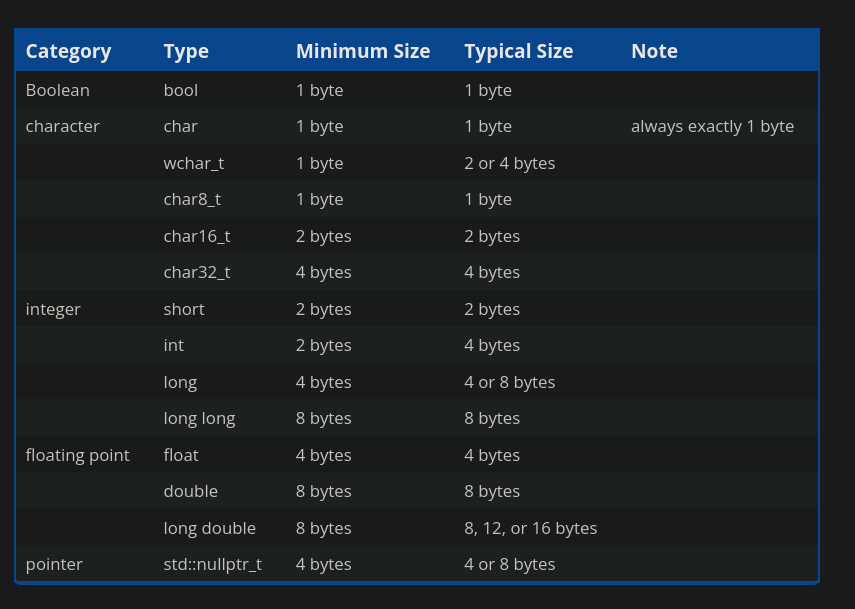 Category Type Minimum Size Typical Size Note
Boolean bool 1 byte 1 byte
character char 1 byte 1 byte always exactly 1 byte
wchar_t 1 byte 2 or 4 bytes
char8_t 1 byte 1 byte
char16_t 2 bytes 2 bytes
char32_t 4 bytes 4 bytes
integer short 2 bytes 2 bytes
int 2 bytes 4 bytes
long 4 bytes 4 or 8 bytes
long long 8 bytes 8 bytes
floating point float 4 bytes 4 bytes
double 8 bytes 8 bytes
long double 8 bytes 8, 12, or 16 bytes
pointer std::nullptr_t 4 bytes 4 or 8 bytes